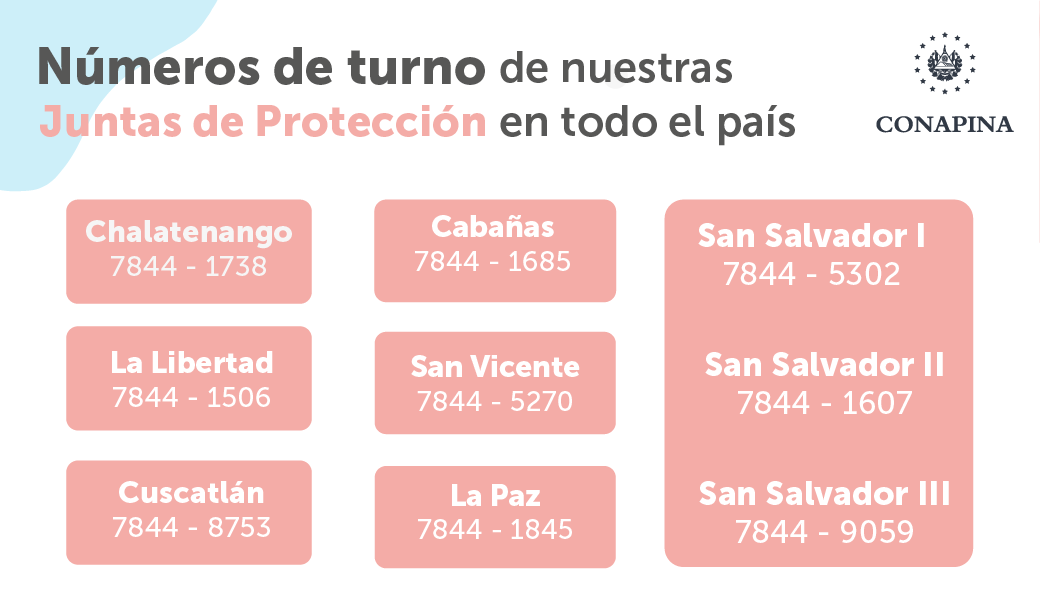 Números de turno de nuestras
Juntas de Protección en todo el país
CONAPINA
Chalatenango
7844 - 1738
La Libertad
7844 - 1506
Cuscatlán
7844 - 8753
Cabañas
7844 - 1685
San Vicente
7844 - 5270
La Paz
7844 - 1845
San Salvador I
7844 - 5302
San Salvador II
7844 - 1607
San Salvador III
7844 - 9059